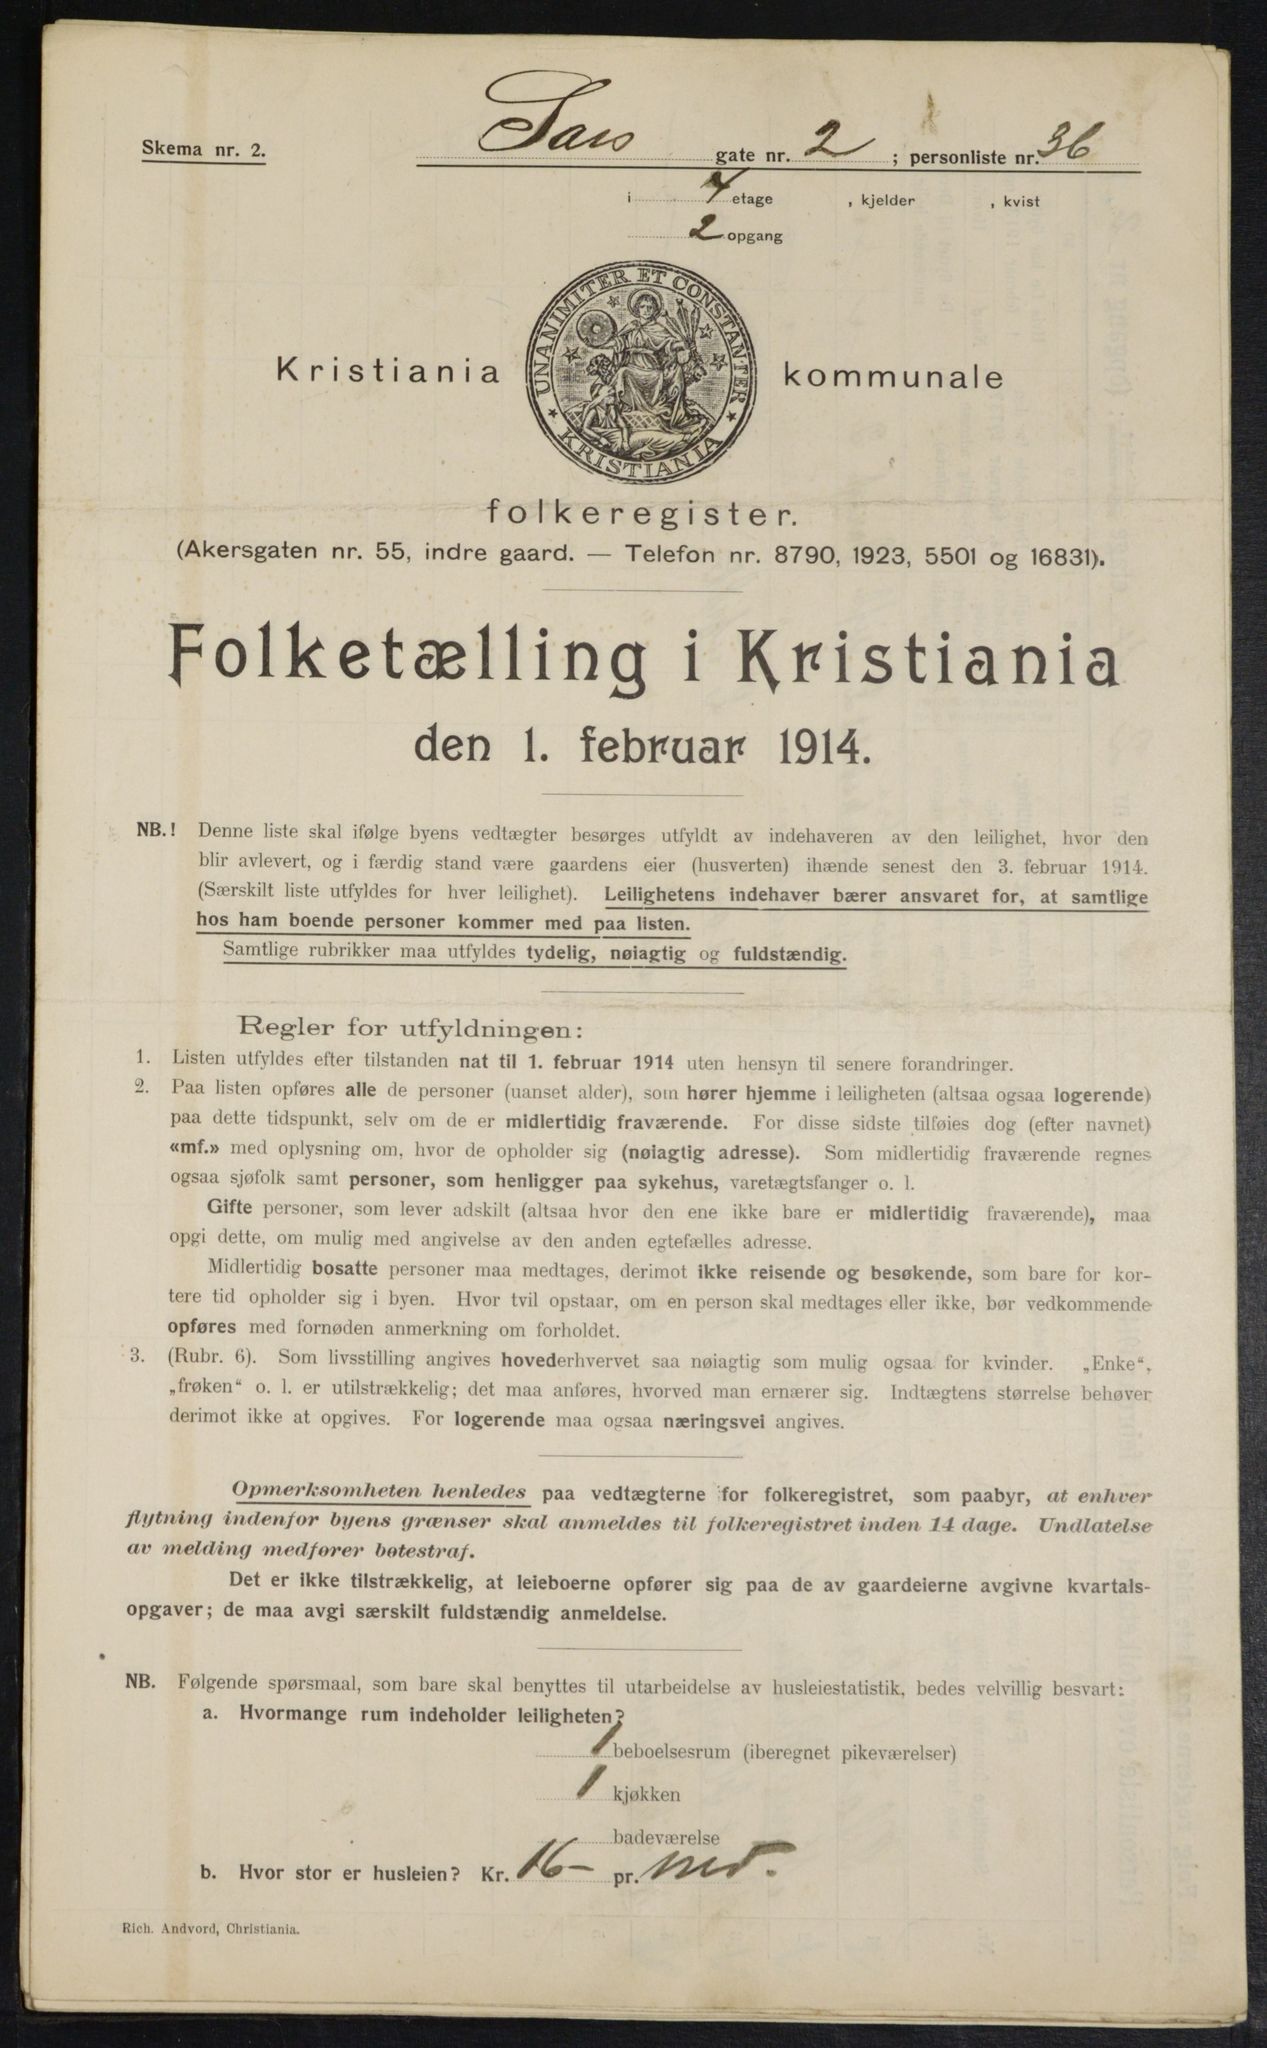 Skema nr. 2.
Sars gate nr. 2 ; personliste nr. 36
i 4 etage , kjelder , kvist
2 opgang
UNANIMITER ET CONSTANTER
KRISTIANIA
Kristiania kommunale
folkeregister.
(Akersgaten nr. 55, indre gaard. — Telefon nr. 8790, 1923, 5501 og 16831).
Folketælling i Kristiania
den 1. februar 1914.
NB.! Denne liste skal ifølge byens vedtægter besørges utfyldt av indehaveren av den leilighet, hvor den
blir avlevert, og i færdig stand være gaardens eier (husverten) ihænde senest den 3. februar 1914.
(Særskilt liste utfyldes for hver leilighet). Leilighetens indehaver bærer ansvaret for, at samtlige
hos ham boende personer kommer med paa listen.
Samtlige rubrikker maa utfyldes tydelig, nøiagtig og fuldstændig.
Regler for utfyldningen:
1. Listen utfyldes efter tilstanden nat til 1. februar 1914 uten hensyn til senere forandringer.
2. Paa listen opføres alle de personer (uanset alder), som hører hjemme i leiligheten (altsaa ogsaa logerende)
paa dette tidspunkt, selv om de er midlertidig fraværende. For disse sidste tilføies dog (efter navnet)
«mf.» med oplysning om, hvor de opholder sig (nøiagtig adresse). Som midlertidig fraværende regnes
ogsaa sjøfolk samt personer, som henligger paa sykehus, varetægtsfanger o. l.
Gifte personer, som lever adskilt (altsaa hvor den ene ikke bare er midlertidig fraværende), maa
opgi dette, om mulig med angivelse av den anden egtefælles adresse.
Midlertidig bosatte personer maa medtages, derimot ikke reisende og besøkende, som bare for kor-
tere tid opholder sig i byen. Hvor tvil opstaar, om en person skal medtages eller ikke, bør vedkommende
opføres med fornøden anmerkning om forholdet.
3. (Rubr. 6). Som livsstilling angives hovederhvervet saa nøiagtig som mulig ogsaa for kvinder. „Enke“,
„frøken“ o. l. er utilstrækkelig; det maa anføres, hvorved man ernærer sig. Indtægtens størrelse behøver
derimot ikke at opgives. For logerende maa ogsaa næringsvei angives.
Opmerksomheten henledes paa vedtægterne for folkeregistret, som paabyr, at enhver
flytning indenfor byens grænser skal anmeldes til folkeregistret inden 14 dage. Undlatelse
av melding medfører bøtestraf.
Det er ikke tilstrækkelig, at leieboerne opfører sig paa de av gaardeierne avgivne kvartals-
opgaver; de maa avgi særskilt fuldstændig anmeldelse.
NB. Følgende spørsmaal, som bare skal benyttes til utarbeidelse av husleiestatistik, bedes velvillig besvart:
a. Hvormange rum indeholder leiligheten?
1 beboelsesrum (iberegnet pikeværelser)
1 kjøkken
badeværelse
b. Hvor stor er husleien? Kr. 16- pr. Md.
Rich. Andvord, Christiania.